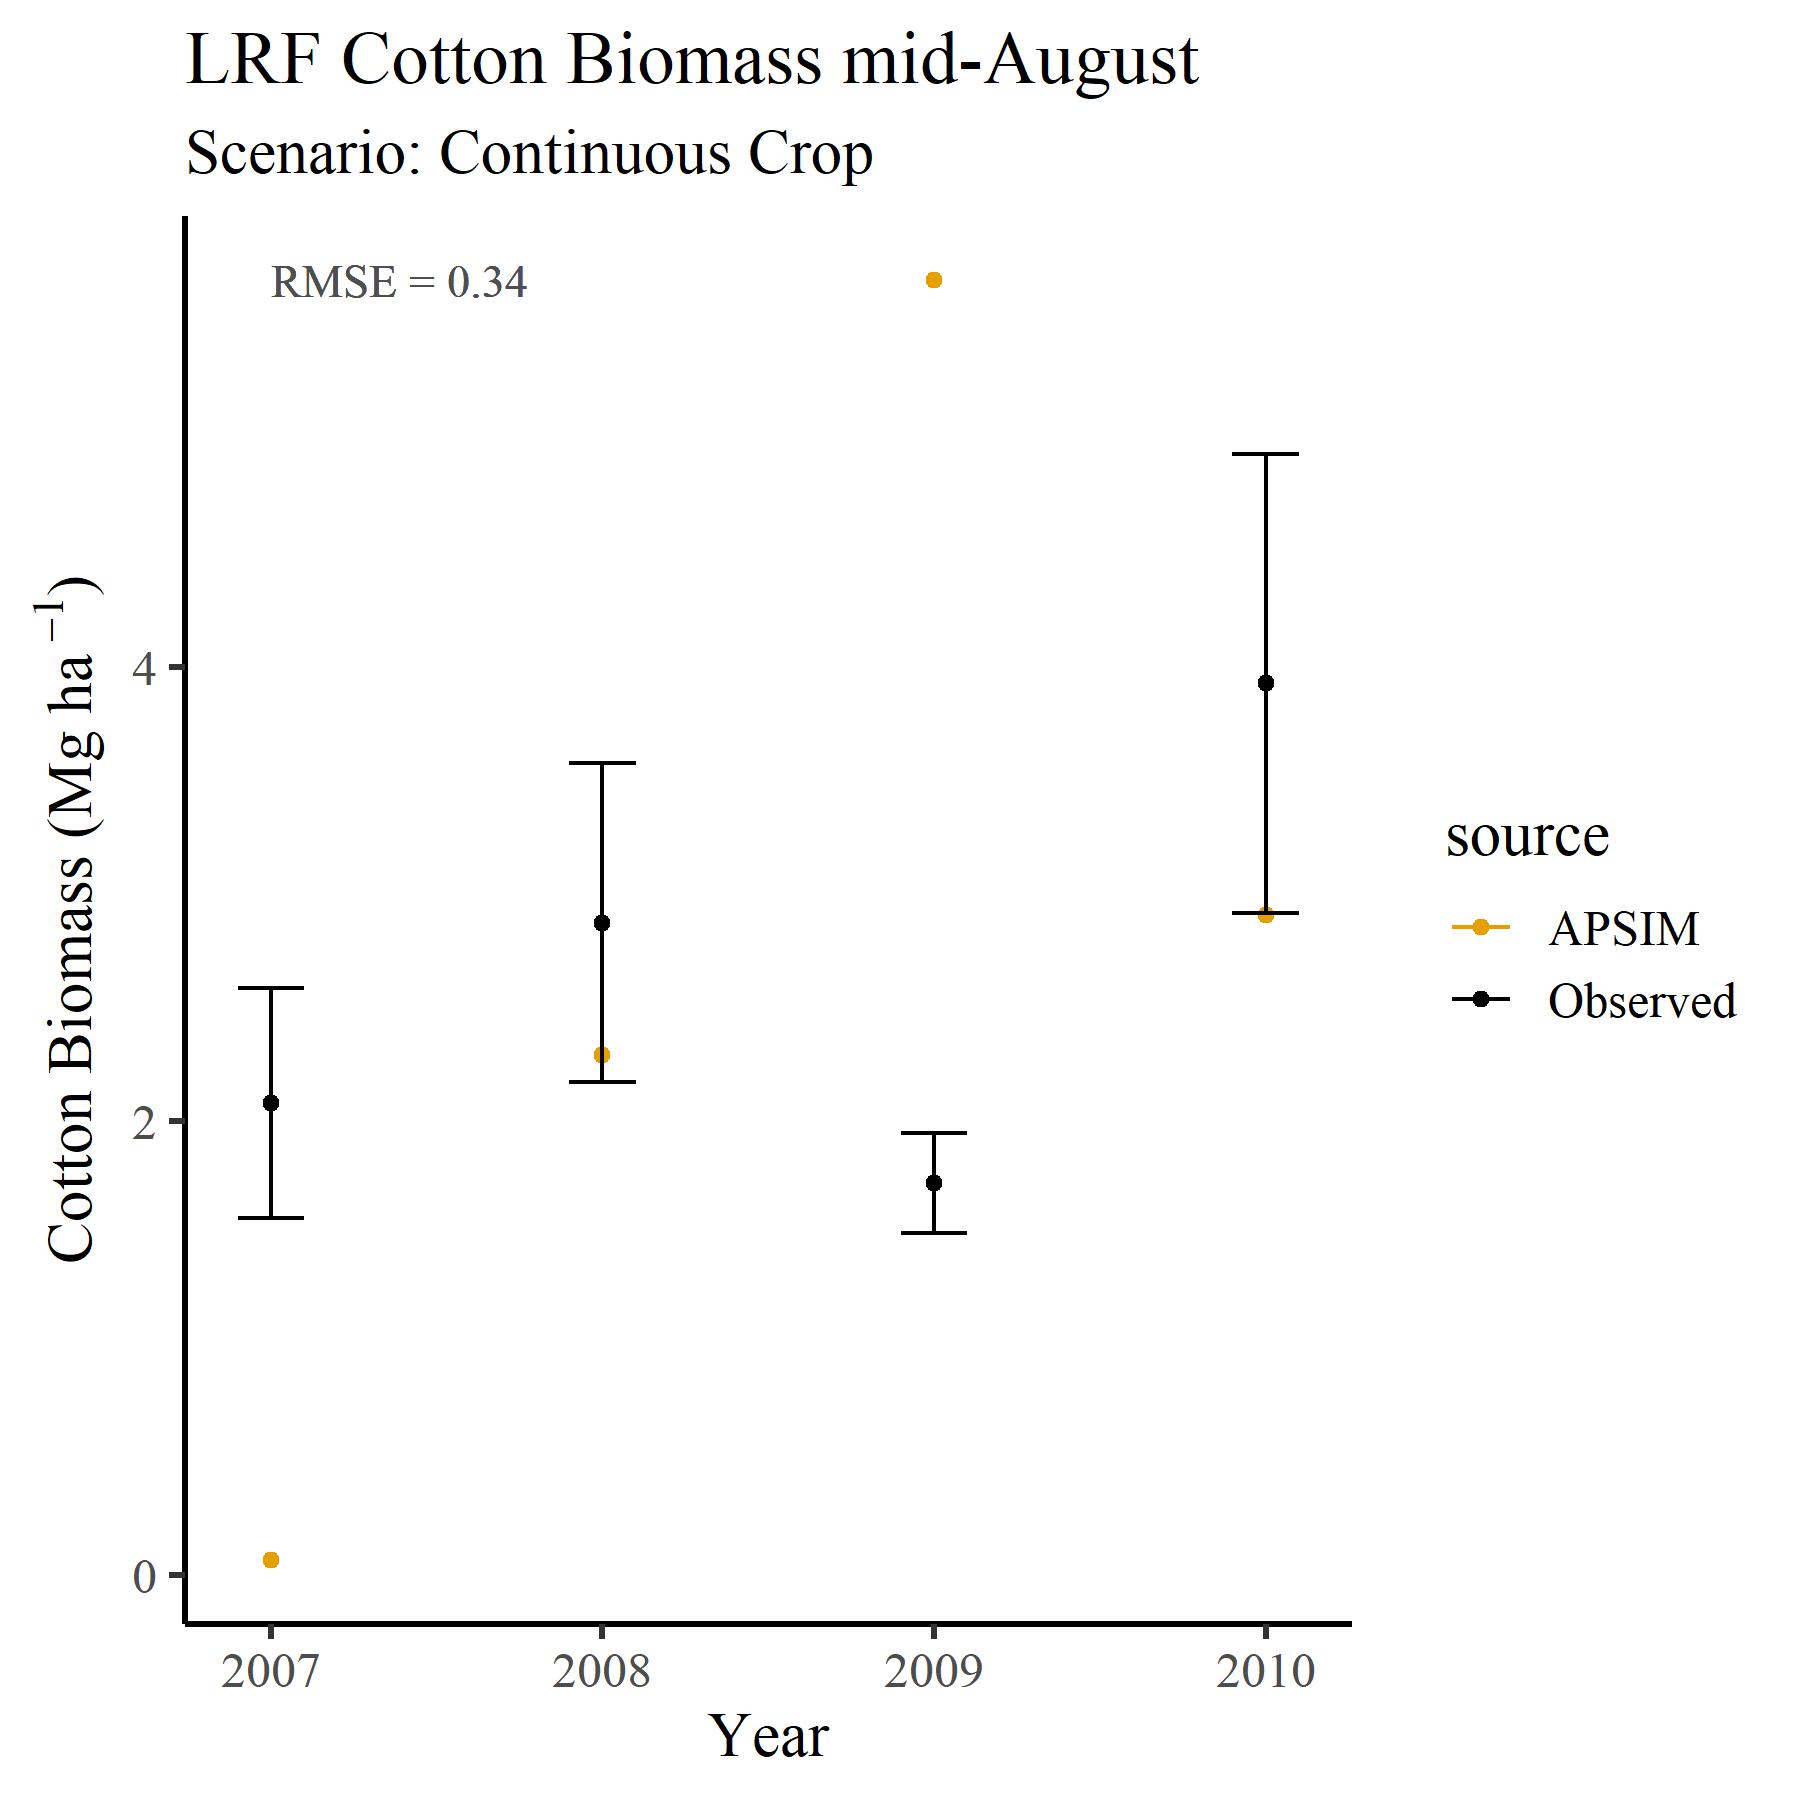 LRF Cotton Biomass mid-August
Scenario: Continuous Crop
RMSE = 0.34
Cotton Biomass (Mg ha⁻¹)
4
2
0
2007 2008 2009 2010
Year
source
APSIM
Observed